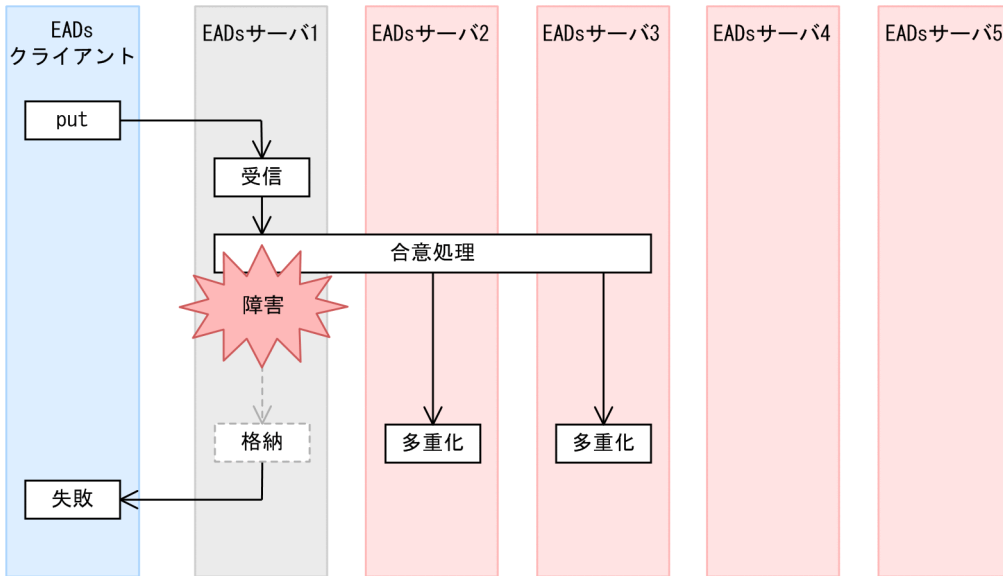 EADs
クライアント
EADsサーバ1
EADsサーバ2
EADsサーバ3
EADsサーバ4
EADsサーバ5
put
受信
合意処理
障害
格納
多重化
多重化
失敗